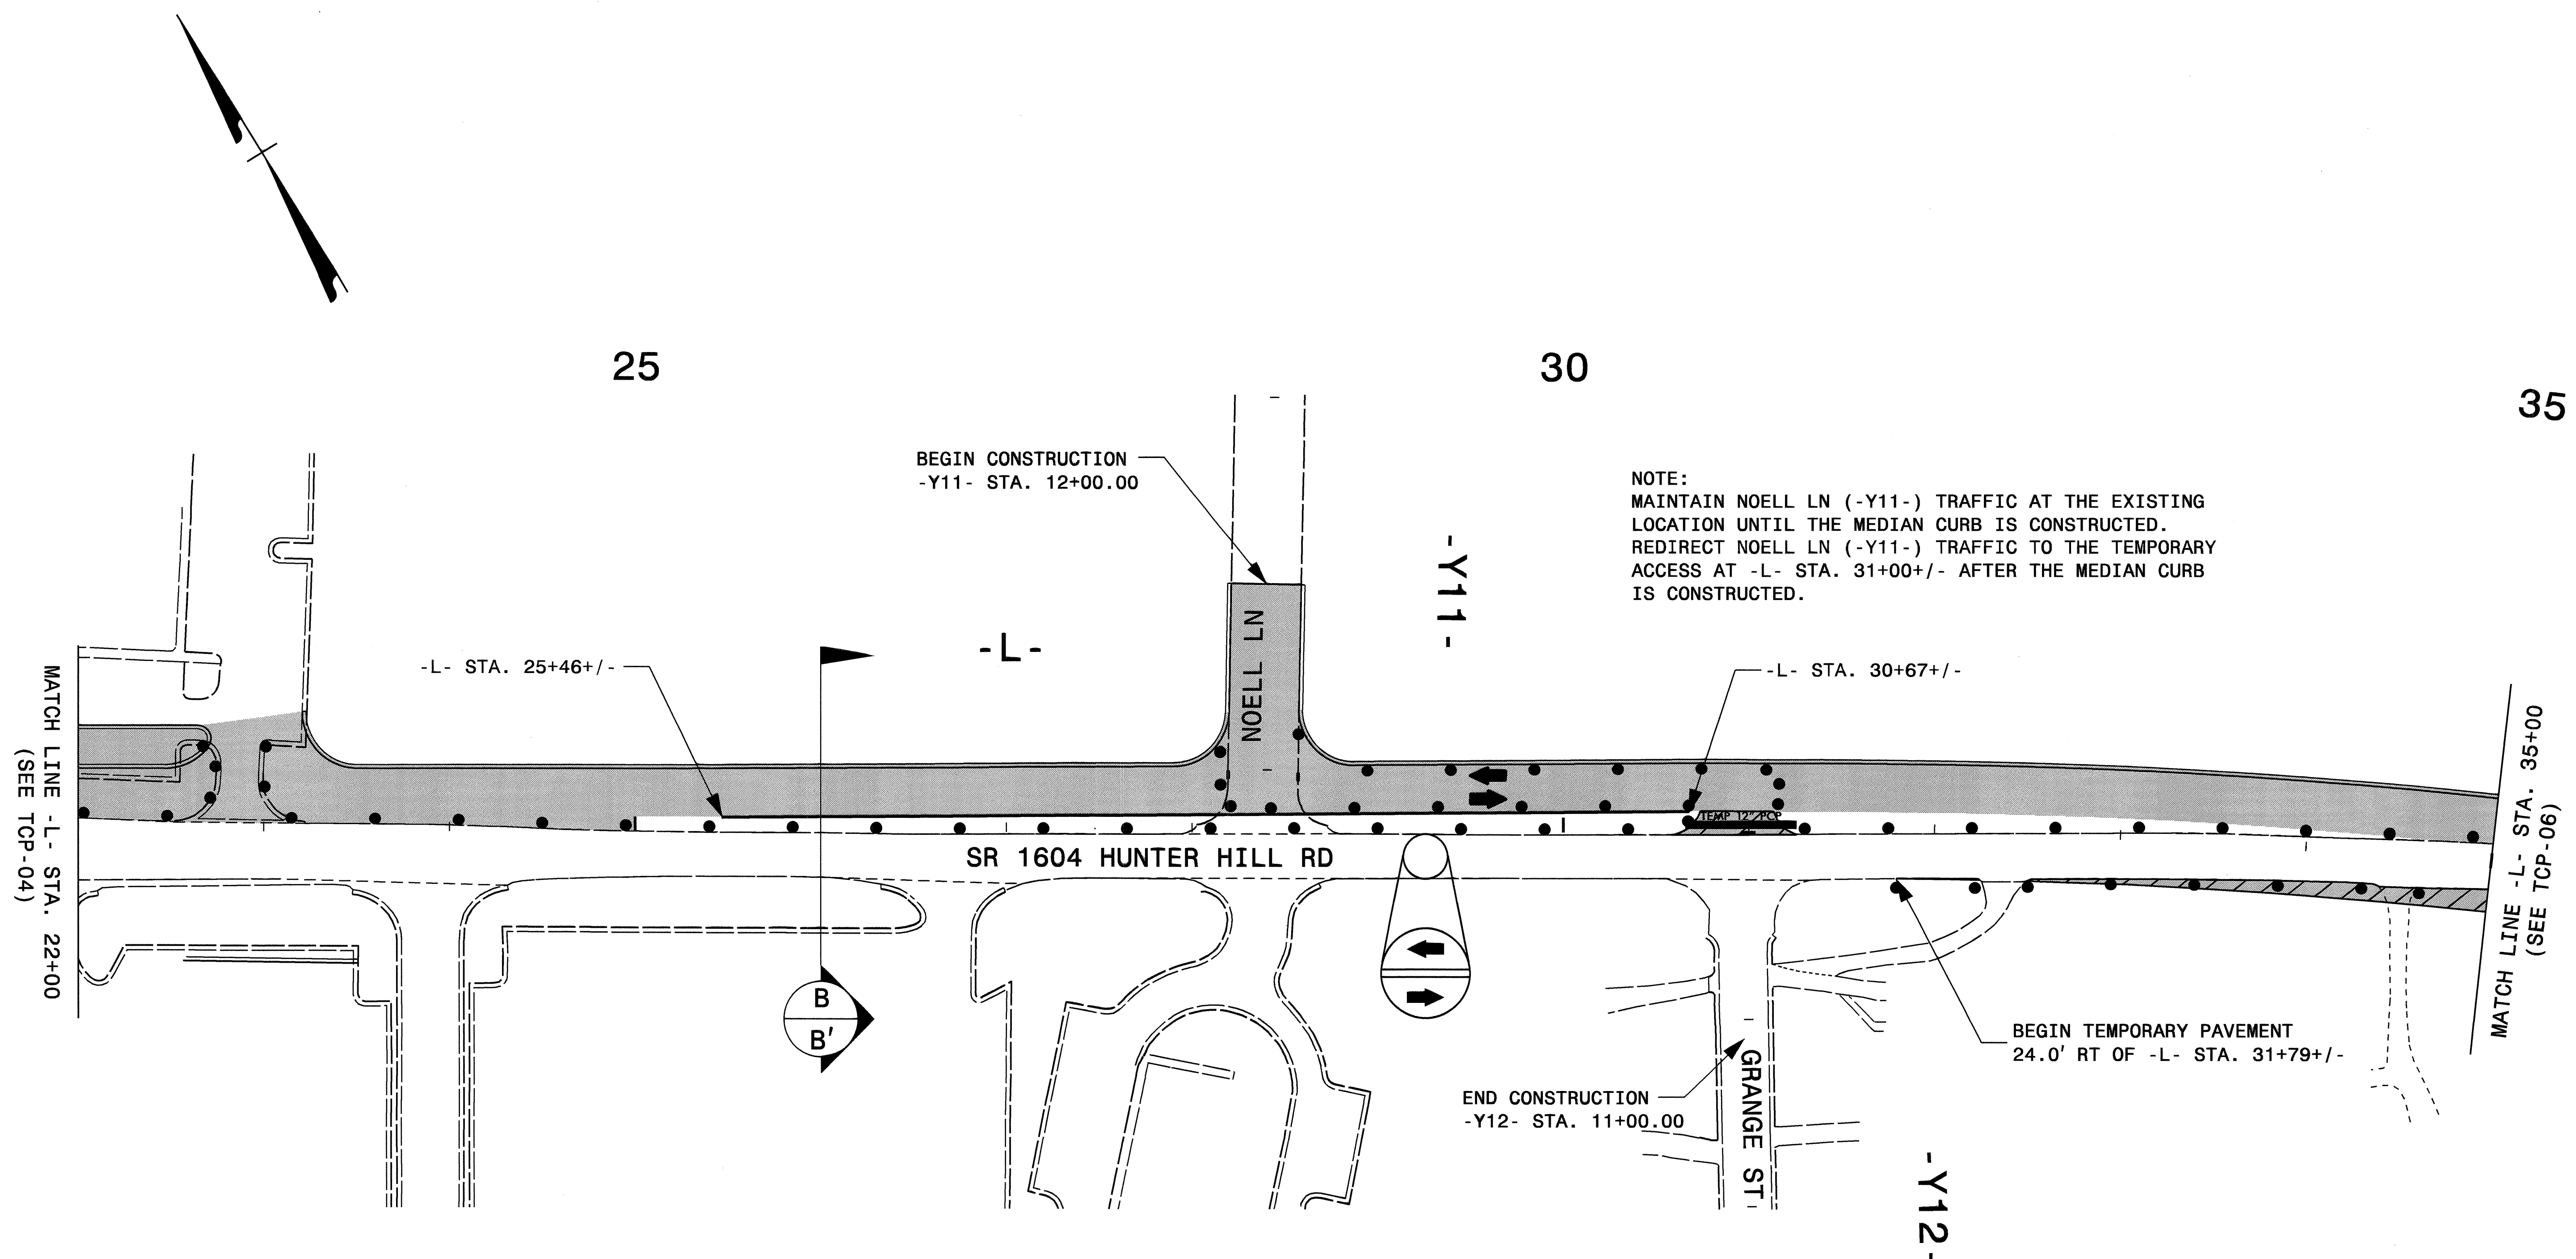 25
30
35
BEGIN CONSTRUCTION
-Y11- STA. 12+00.00
NOTE:
MAINTAIN NOELL LN (-Y11-) TRAFFIC AT THE EXISTING
LOCATION UNTIL THE MEDIAN CURB IS CONSTRUCTED.
REDIRECT NOELL LN (-Y11-) TRAFFIC TO THE TEMPORARY
ACCESS AT -L- STA. 31+00+/- AFTER THE MEDIAN CURB
IS CONSTRUCTED.
-Y11-
-L-
NOELL LN
-L- STA. 25+46+/-
-L- STA. 30+67+/-
MATCH LINE -L- STA. 22+00
(SEE TCP-04)
MATCH LINE -L- STA. 35+00
(SEE TCP-06)
TEMP 12" PCP
SR 1604 HUNTER HILL RD
B
B'
BEGIN TEMPORARY PAVEMENT
24.0' RT OF -L- STA. 31+79+/-
END CONSTRUCTION
-Y12- STA. 11+00.00
GRANGE ST
-Y12-